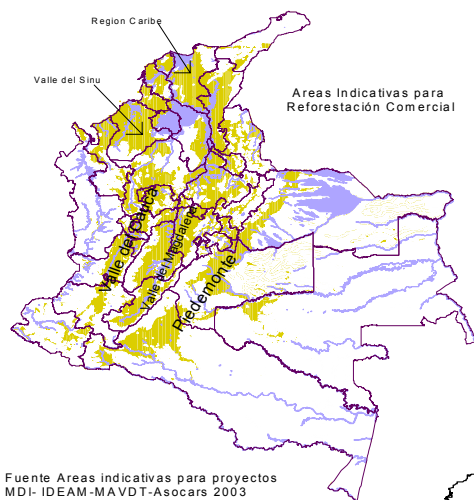 Region Caribe
Valle del Sinu
Areas Indicativas para
Reforestación Comercial
Valle del Cauca
Valle del Magdalena
Riedemonte
Fuente Areas indicativas para proyectos
MDI- IDEAM-MAVDT-Asocars 2003